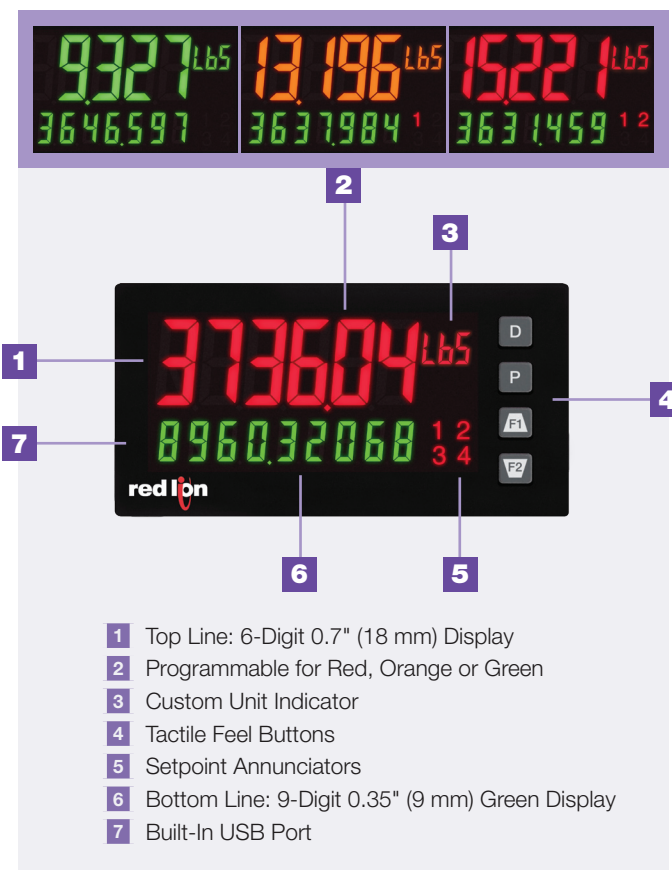 9.327 LbS 13.196 LbS 15.221 LbS
3646.597 3637.984 1 3631.459 1 2
2
3
3736.04 LbS
D
1
P
4
F1
7
8960.32068 1 2
3 4
F2
red lion
6
5
1 Top Line: 6-Digit 0.7" (18 mm) Display
2 Programmable for Red, Orange or Green
3 Custom Unit Indicator
4 Tactile Feel Buttons
5 Setpoint Annunciators
6 Bottom Line: 9-Digit 0.35" (9 mm) Green Display
7 Built-In USB Port